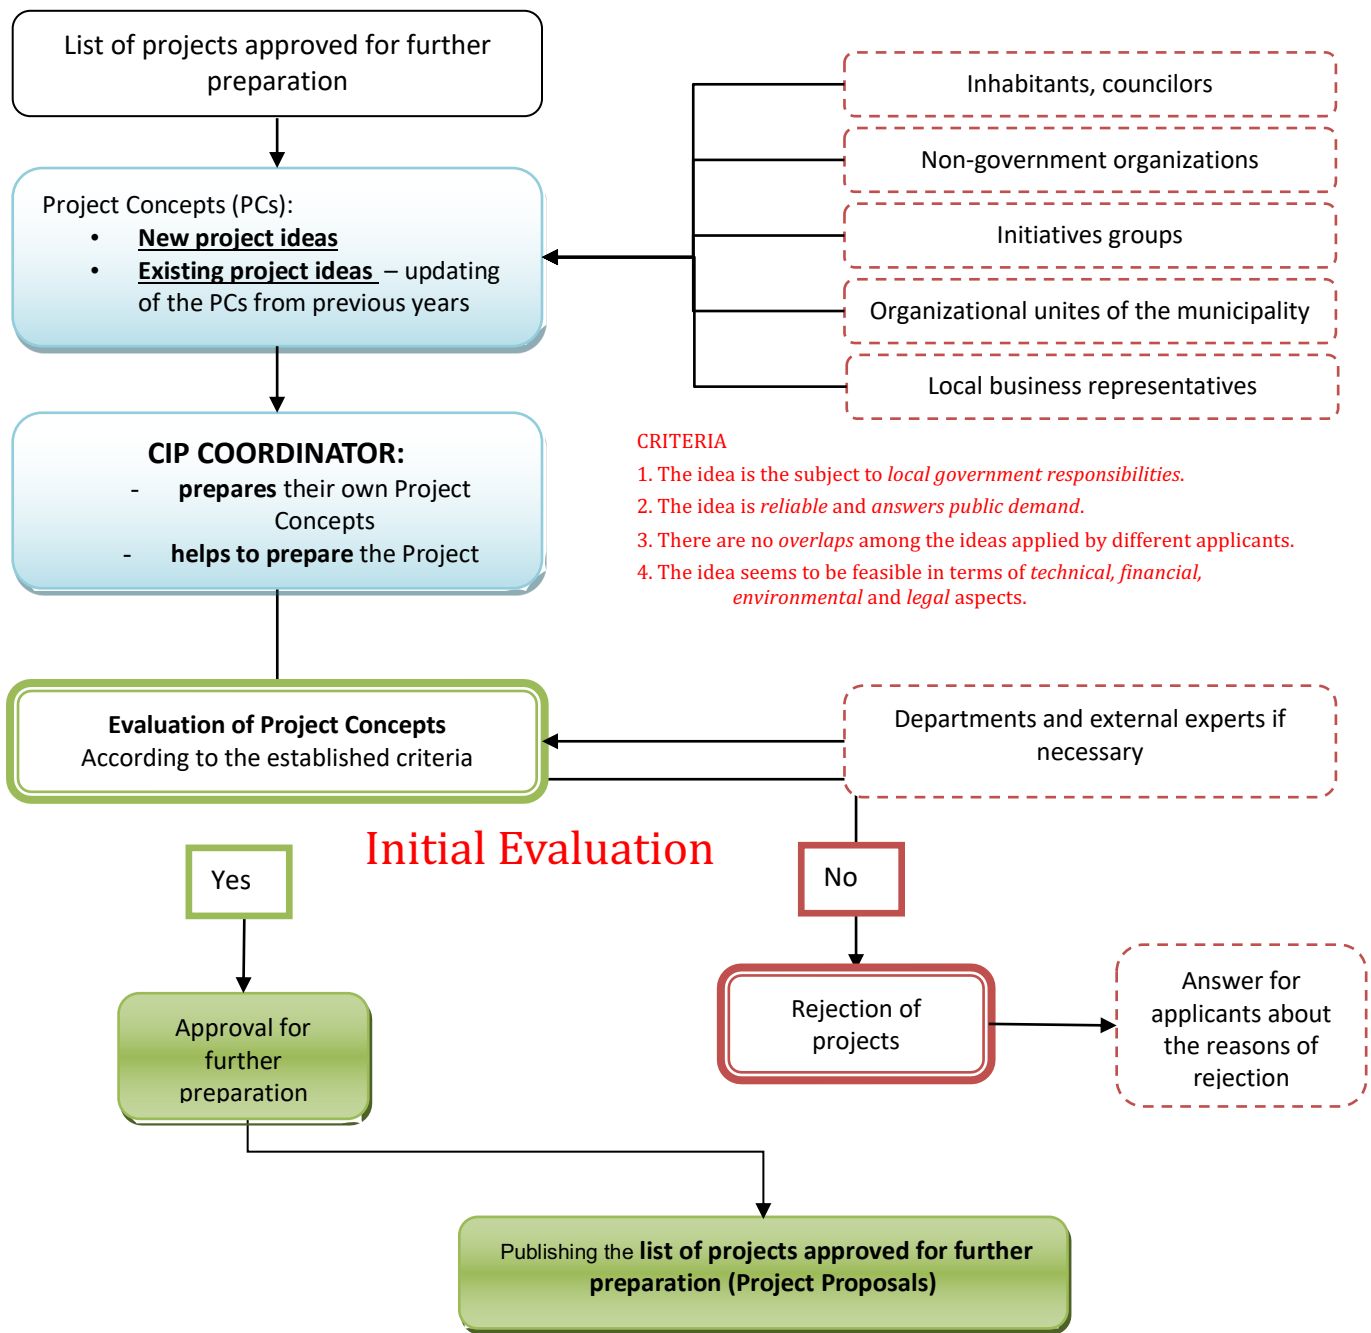 List of projects approved for further
preparation
Inhabitants, councilors
Non-government organizations
Initiatives groups
Organizational unites of the municipality
Local business representatives
Project Concepts (PCs):
• New project ideas
• Existing project ideas – updating
of the PCs from previous years
CIP COORDINATOR:
- prepares their own Project
Concepts
- helps to prepare the Project
CRITERIA
1. The idea is the subject to local government responsibilities.
2. The idea is reliable and answers public demand.
3. There are no overlaps among the ideas applied by different applicants.
4. The idea seems to be feasible in terms of technical, financial,
environmental and legal aspects.
Evaluation of Project Concepts
According to the established criteria
Departments and external experts if
necessary
Initial Evaluation
Yes
No
Approval for
further
preparation
Rejection of
projects
Answer for
applicants about
the reasons of
rejection
Publishing the list of projects approved for further
preparation (Project Proposals)